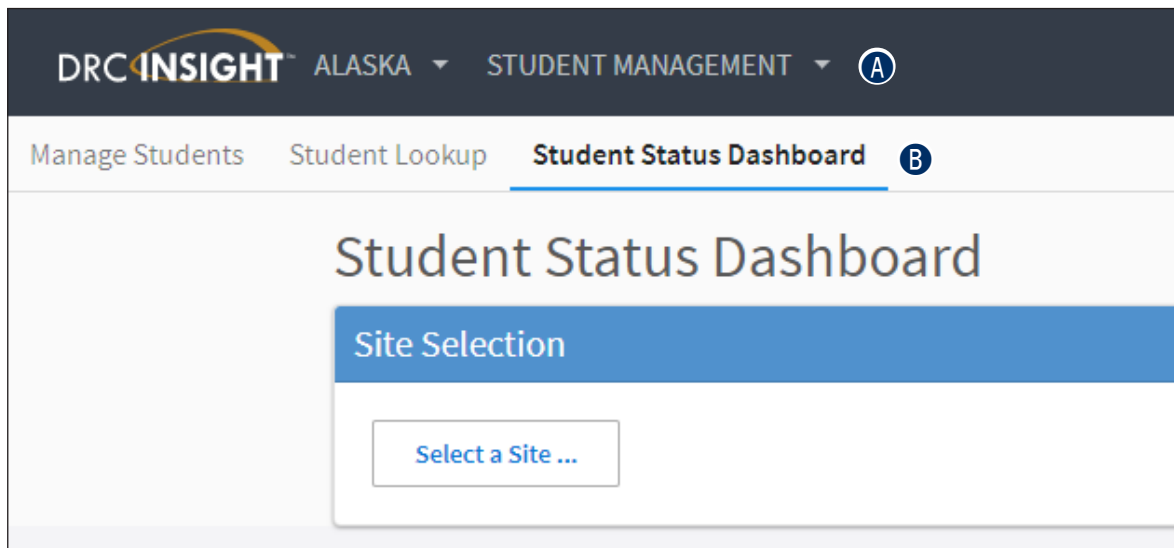 DRC INSIGHT™ ALASKA STUDENT MANAGEMENT A
Manage Students Student Lookup Student Status Dashboard B
Student Status Dashboard
Site Selection
Select a Site ...